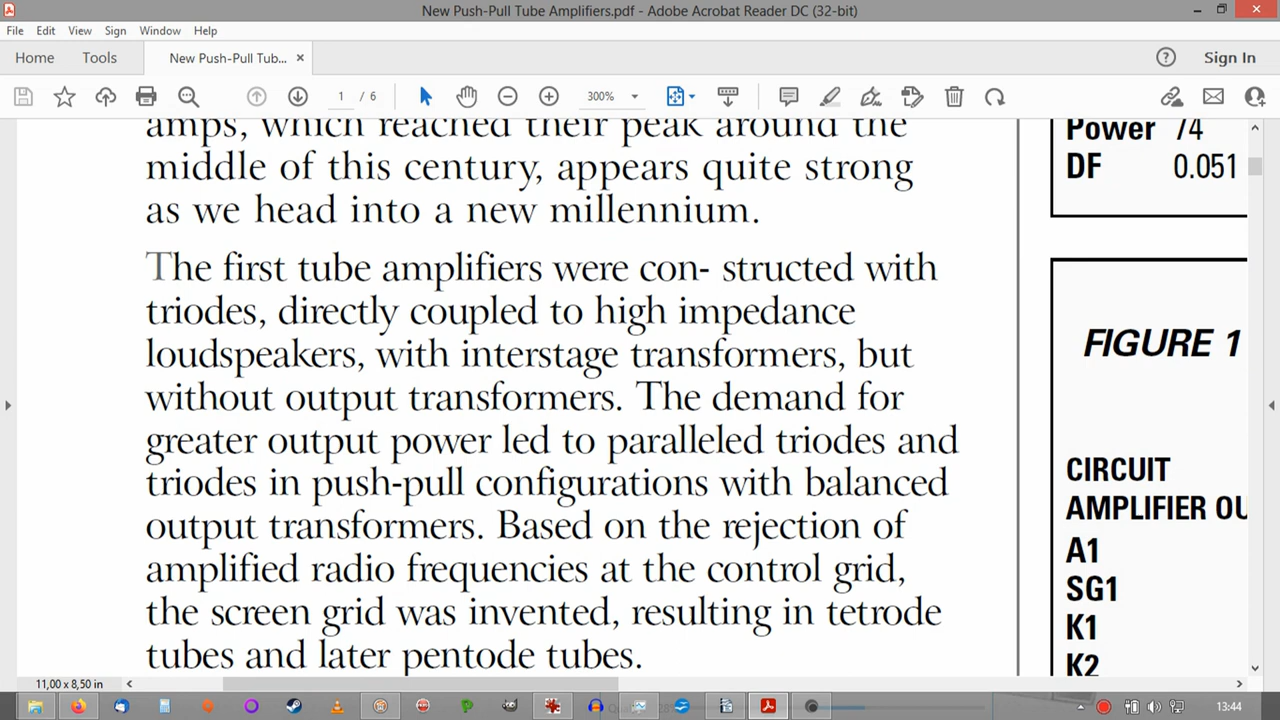 New Push-Pull Tube Amplifiers.pdf - Adobe Acrobat Reader DC (32-bit)
File Edit View Sign Window Help
Home Tools New Push-Pull Tub... Sign In
1 / 6 300%
amps, which reached their peak around the
middle of this century, appears quite strong
as we head into a new millennium.
The first tube amplifiers were con- structed with
triodes, directly coupled to high impedance
loudspeakers, with interstage transformers, but
without output transformers. The demand for
greater output power led to paralleled triodes and
triodes in push-pull configurations with balanced
output transformers. Based on the rejection of
amplified radio frequencies at the control grid,
the screen grid was invented, resulting in tetrode
tubes and later pentode tubes.
Power 74
DF 0.051
FIGURE 1
CIRCUIT
AMPLIFIER OU
A1
SG1
K1
K2
11,00 x 8,50 in
13:44